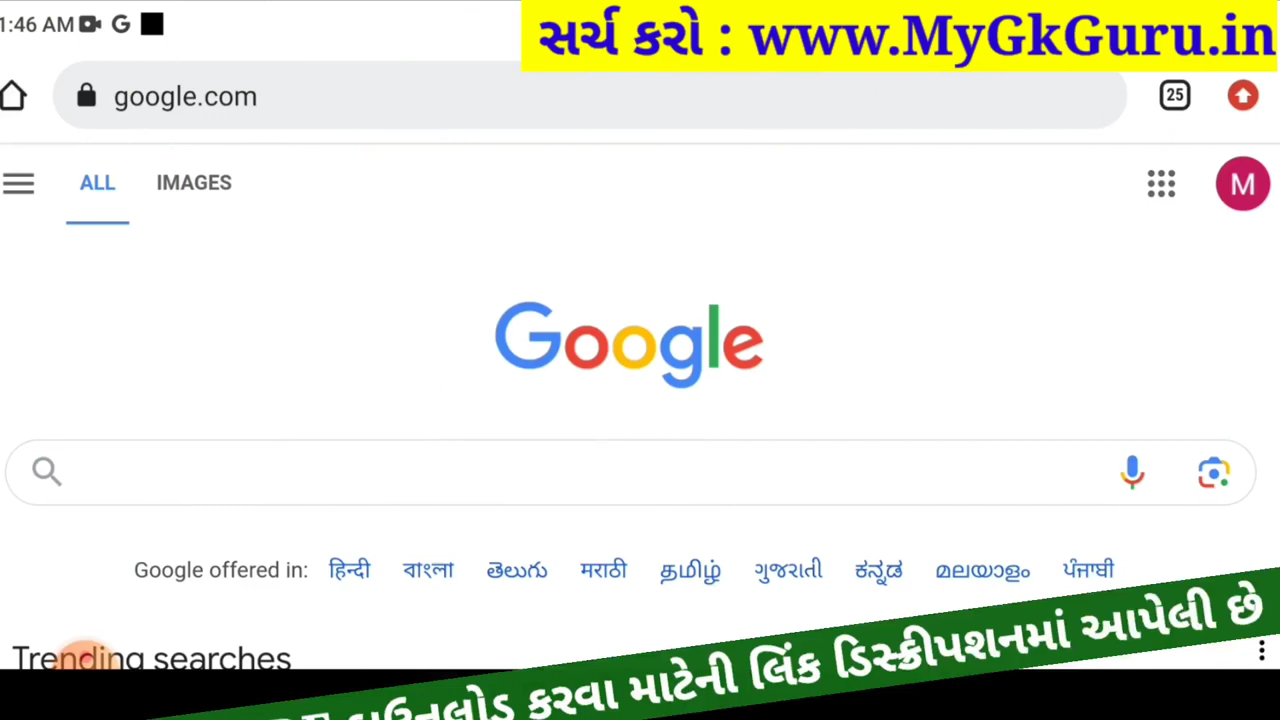 1:46 AM G
સર્ચ કરો : www.MyGkGuru.in
google.com
25
ALL IMAGES
M
Google
Google offered in: हिन्दी বাংলা తెలుగు मराठी தமிழ் ગુજરાતી ಕನ್ನಡ മലയാളം ਪੰਜਾਬੀ
Trending searches
ડાઉનલોડ કરવા માટેની લિંક ડિસ્ક્રીપશનમાં આપેલી છે